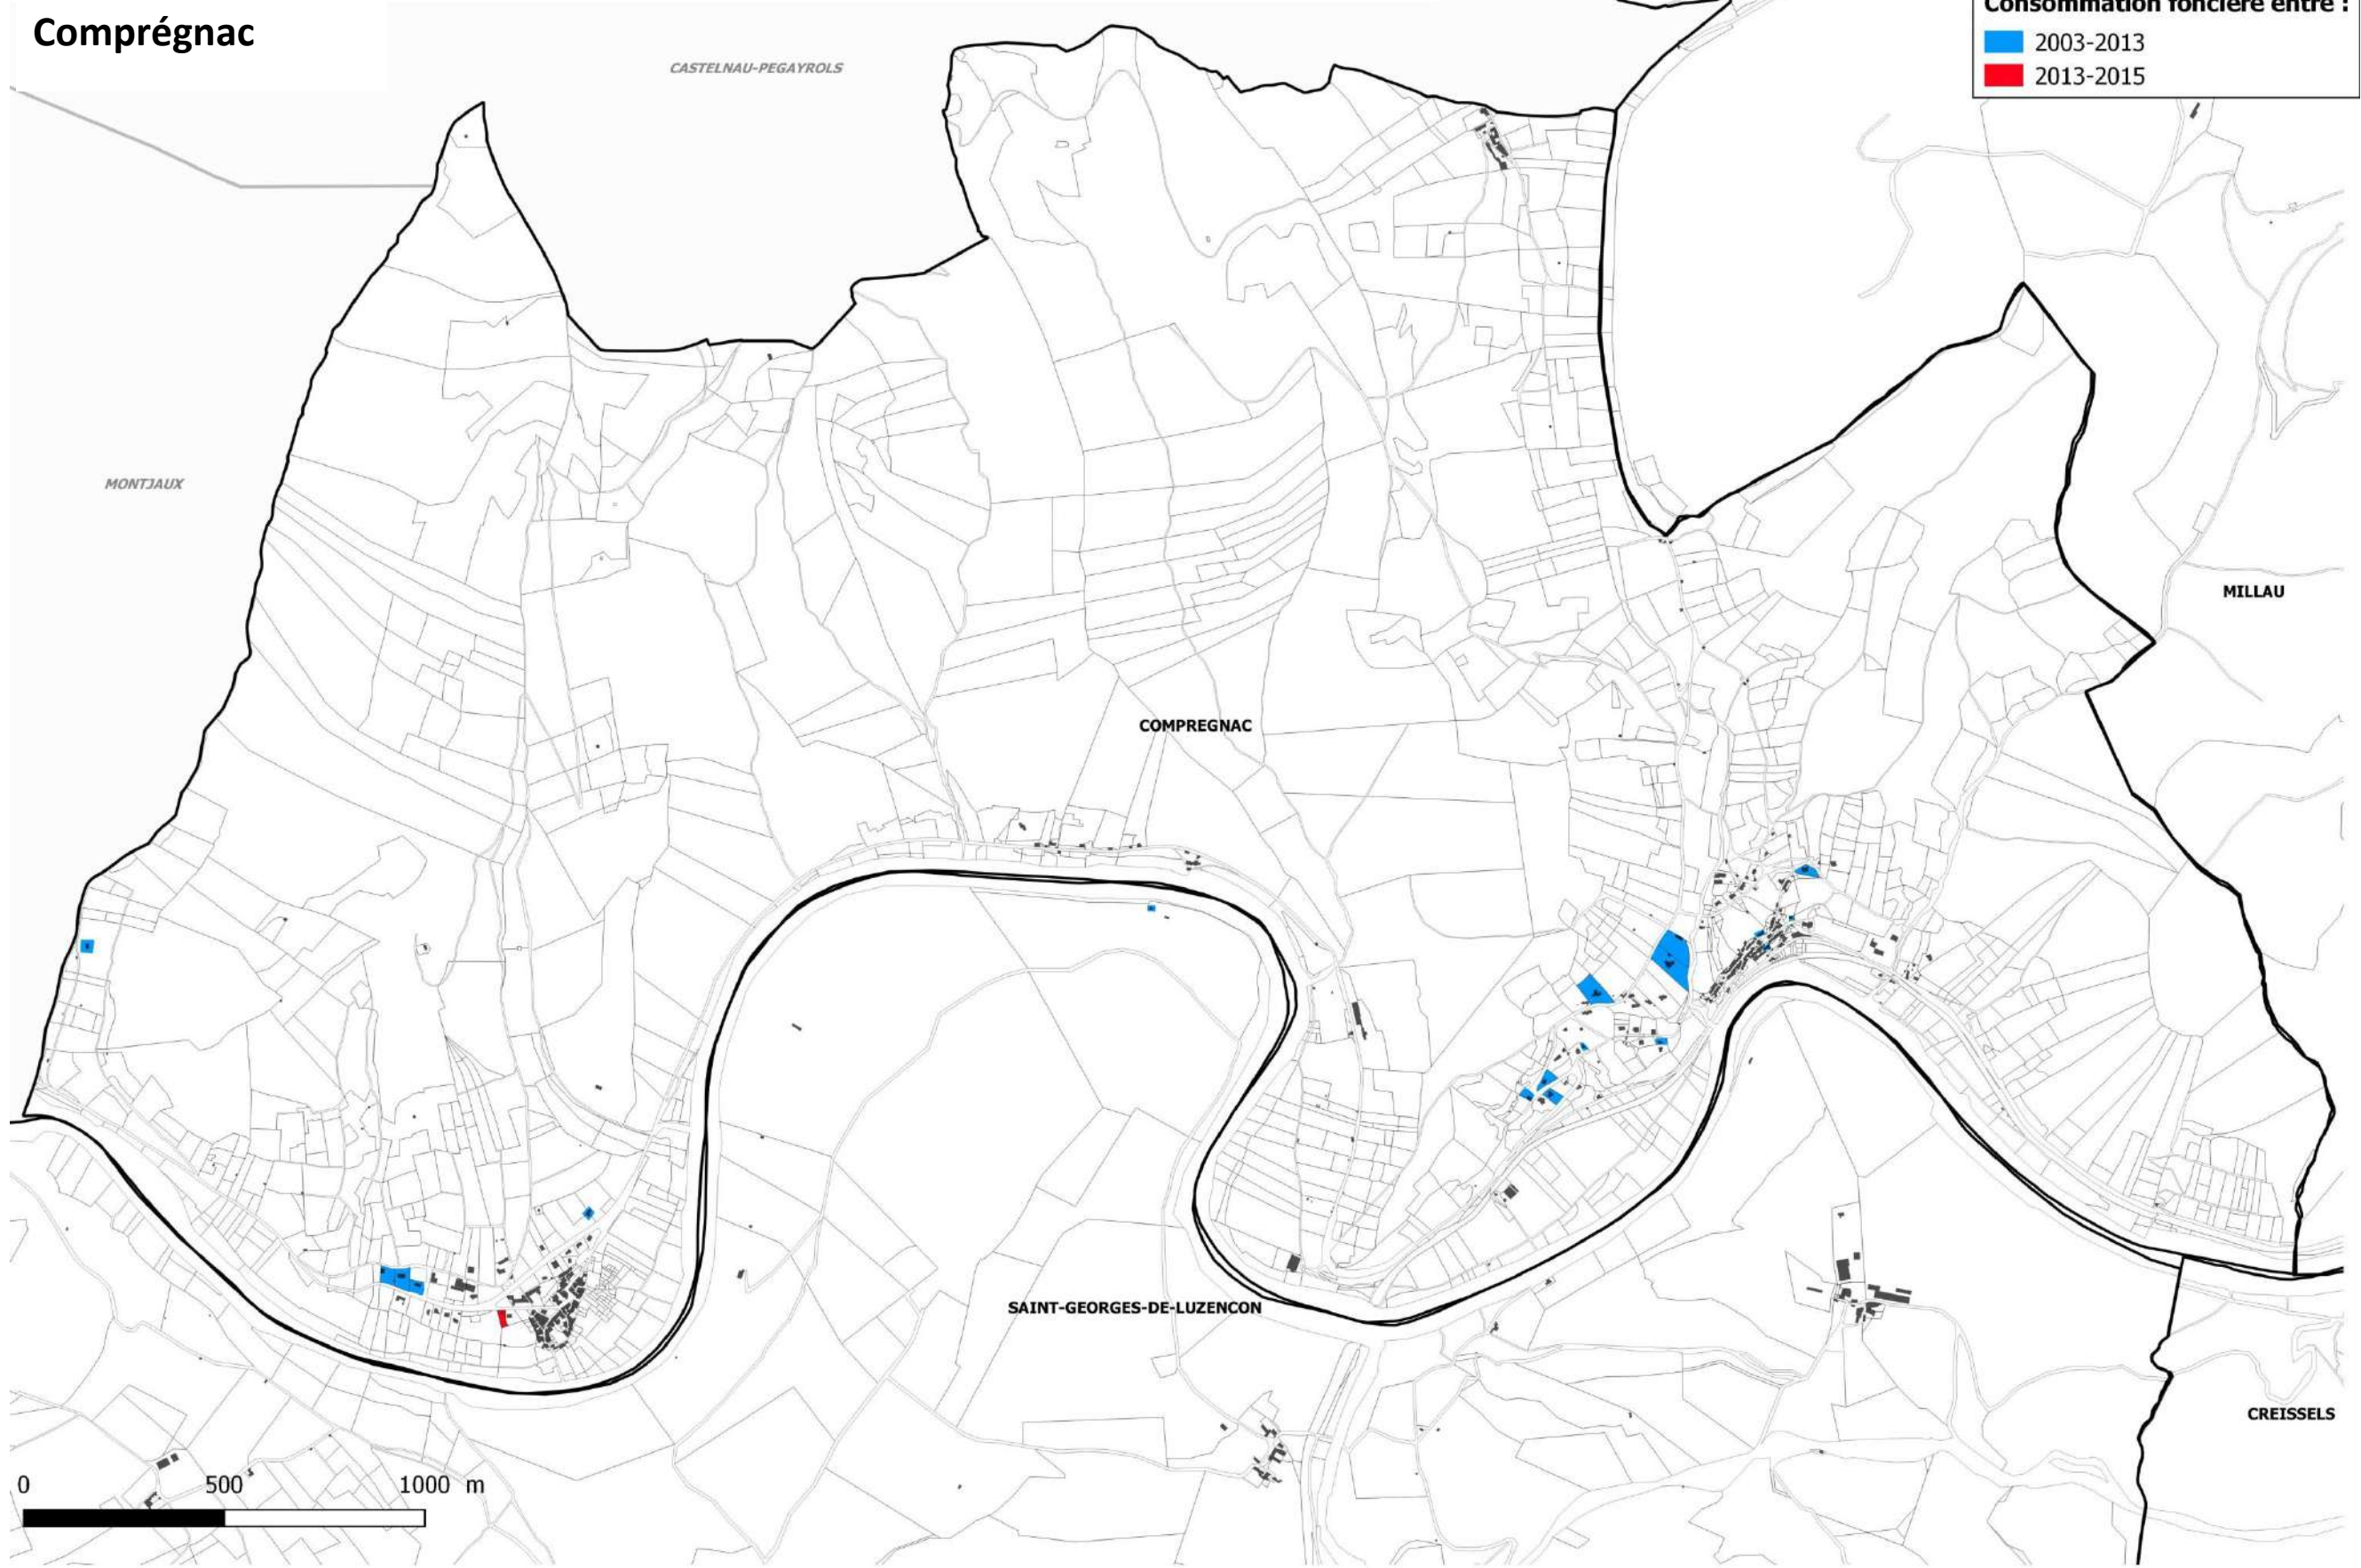 Comprégnac
Consommation foncière entre :
2003-2013
2013-2015
CASTELNAU-PEGAYROLS
MONTJAUX
MILLAU
COMPREGNAC
SAINT-GEORGES-DE-LUZENCON
CREISSELS
0 500 1000 m